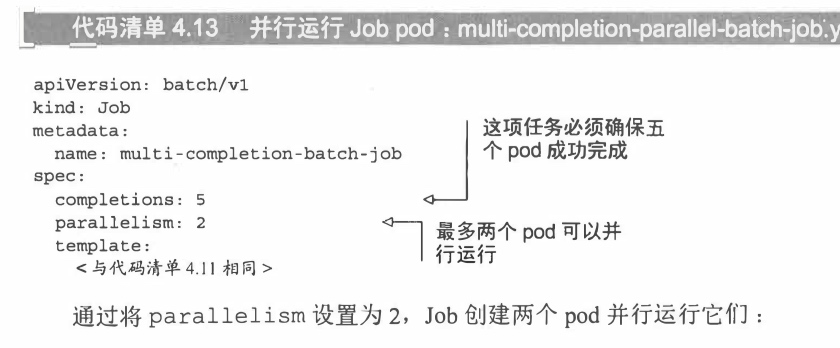 代码清单 4.13 并行运行 Job pod：multi-completion-parallel-batch-job.y
apiVersion: batch/v1
kind: Job
metadata:
  name: multi-completion-batch-job
spec:
  completions: 5
  parallelism: 2
  template:
    <与代码清单 4.11 相同>
这项任务必须确保五
个 pod 成功完成
最多两个 pod 可以并
行运行
通过将 parallelism 设置为 2，Job 创建两个 pod 并行运行它们：